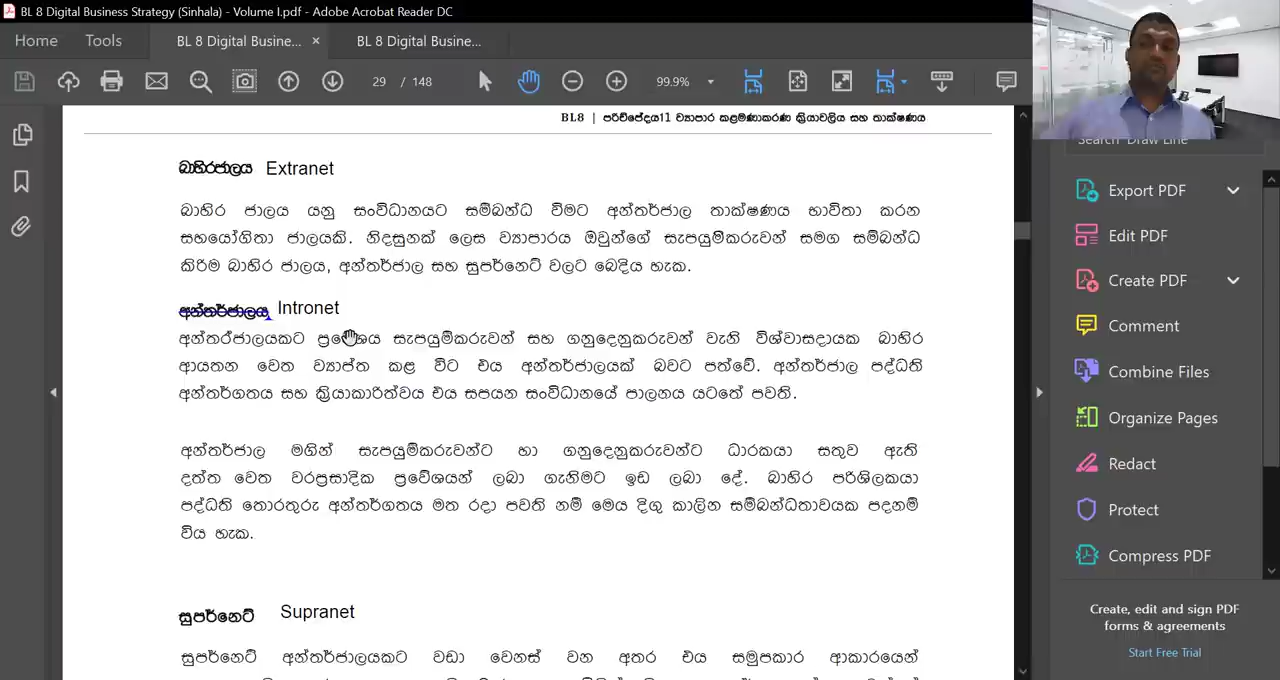 BL 8 Digital Business Strategy (Sinhala) - Volume I.pdf - Adobe Acrobat Reader DC
Home Tools BL 8 Digital Busine... × BL 8 Digital Busine...
29 / 148 99.9%
BL8 | පරිච්ඡේදය11 ව්‍යාපාර කළමණාකරණ ක්‍රියාවලිය සහ තාක්ෂණය
බාහිරජාලය Extranet
බාහිර ජාලය යනු සංවිධානයට සම්බන්ධ වීමට අන්තර්ජාල තාක්ෂණය භාවිතා කරන
සහයෝගිතා ජාලයකි. නිදසුනක් ලෙස ව්‍යාපාරය ඔවුන්ගේ සැපයුම්කරුවන් සමග සම්බන්ධ
කිරීම බාහිර ජාලය, අන්තර්ජාල සහ සුපර්නෙට් වලට බෙදිය හැක.
අන්තර්ජාලය Intronet
අන්තර්ජාලයකට ප්‍රවේශය සැපයුම්කරුවන් සහ ගනුදෙනුකරුවන් වැනි විශ්වාසදායක බාහිර
ආයතන වෙත ව්‍යාප්ත කළ විට එය අන්තර්ජාලයක් බවට පත්වේ. අන්තර්ජාල පද්ධති
අන්තර්ගතය සහ ක්‍රියාකාරත්වය එය සපයන සංවිධානයේ පාලනය යටතේ පවතී.
අන්තර්ජාල මගින් සැපයුම්කරුවන්ට හා ගනුදෙනුකරුවන්ට ධාරකයා සතුව ඇති
දත්ත වෙත වරප්‍රසාදික ප්‍රවේශයන් ලබා ගැනීමට ඉඩ ලබා දේ. බාහිර පරිශීලකයා
පද්ධති තොරතුරු අන්තර්ගතය මත රඳා පවතී නම් මෙය දිගු කාලීන සම්බන්ධතාවයක පදනම්
විය හැක.
සුපර්නෙට් Supranet
සුපර්නෙට් අන්තර්ජාලයකට වඩා වෙනස් වන අතර එය සමුපකාර ආකාරයෙන්
Search 'Draw Line'
Export PDF
Edit PDF
Create PDF
Comment
Combine Files
Organize Pages
Redact
Protect
Compress PDF
Create, edit and sign PDF
forms & agreements
Start Free Trial